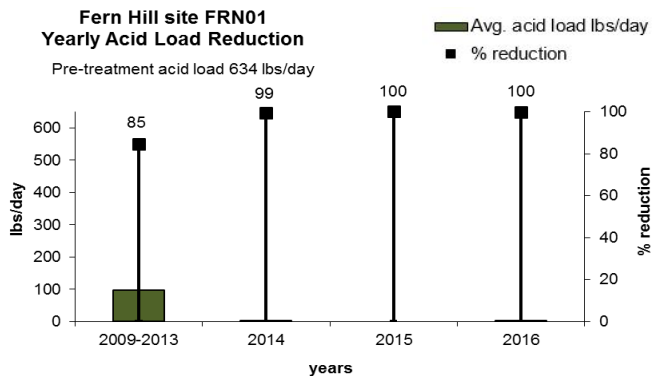 Fern Hill site FRN01
Yearly Acid Load Reduction
Pre-treatment acid load 634 lbs/day
Avg. acid load lbs/day
% reduction
85
99
100
100
600
500
400
300
200
100
0
lbs/day
100
80
60
40
20
0
% reduction
2009-2013
2014
2015
2016
years